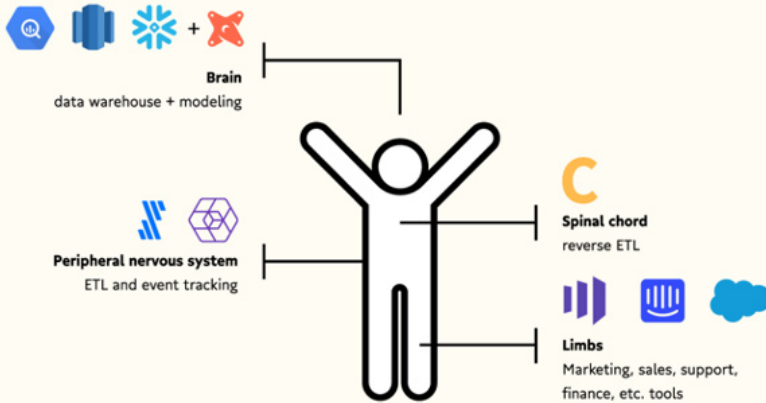 +
Brain
data warehouse + modeling
C
Spinal chord
reverse ETL
Peripheral nervous system
ETL and event tracking
Limbs
Marketing, sales, support,
finance, etc. tools